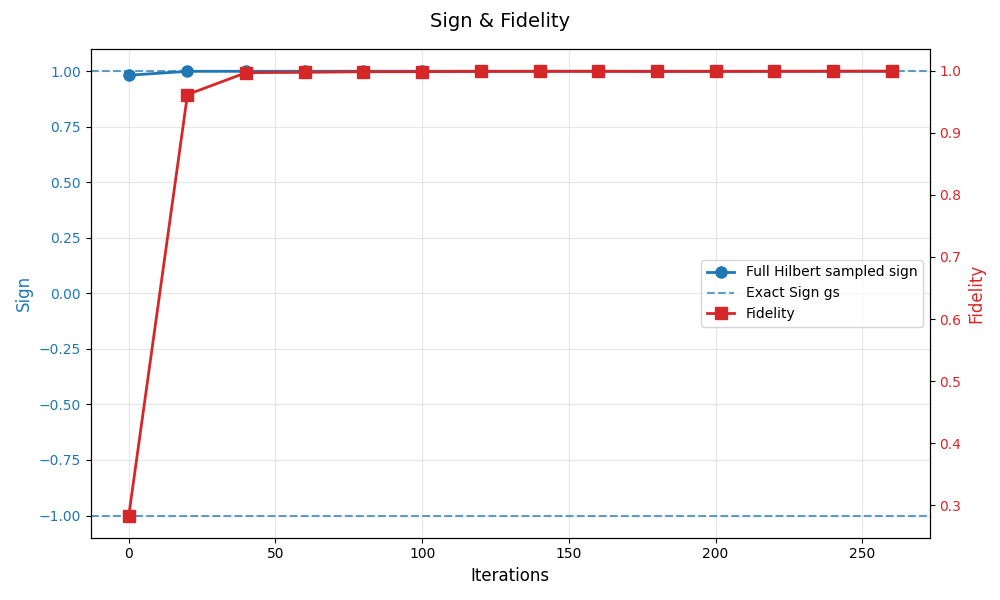 Sign & Fidelity
1.00
0.75
0.50
0.25
0.00
−0.25
−0.50
−0.75
−1.00
Sign
1.0
0.9
0.8
0.7
0.6
0.5
0.4
0.3
Fidelity
Full Hilbert sampled sign
Exact Sign gs
Fidelity
0 50 100 150 200 250
Iterations